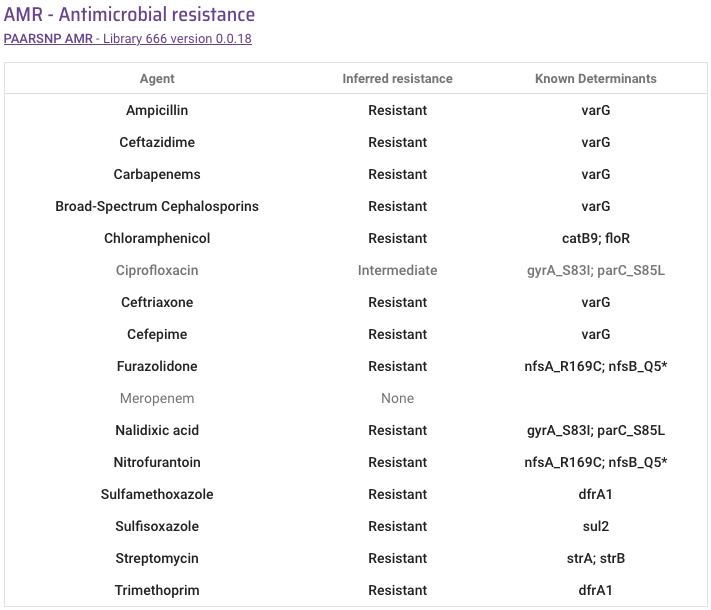 AMR - Antimicrobial resistance
PAARSNP AMR - Library 666 version 0.0.18
Agent Inferred resistance Known Determinants
Ampicillin Resistant varG
Ceftazidime Resistant varG
Carbapenems Resistant varG
Broad-Spectrum Cephalosporins Resistant varG
Chloramphenicol Resistant catB9; floR
Ciprofloxacin Intermediate gyrA_S83I; parC_S85L
Ceftriaxone Resistant varG
Cefepime Resistant varG
Furazolidone Resistant nfsA_R169C; nfsB_Q5*
Meropenem None
Nalidixic acid Resistant gyrA_S83I; parC_S85L
Nitrofurantoin Resistant nfsA_R169C; nfsB_Q5*
Sulfamethoxazole Resistant dfrA1
Sulfisoxazole Resistant sul2
Streptomycin Resistant strA; strB
Trimethoprim Resistant dfrA1